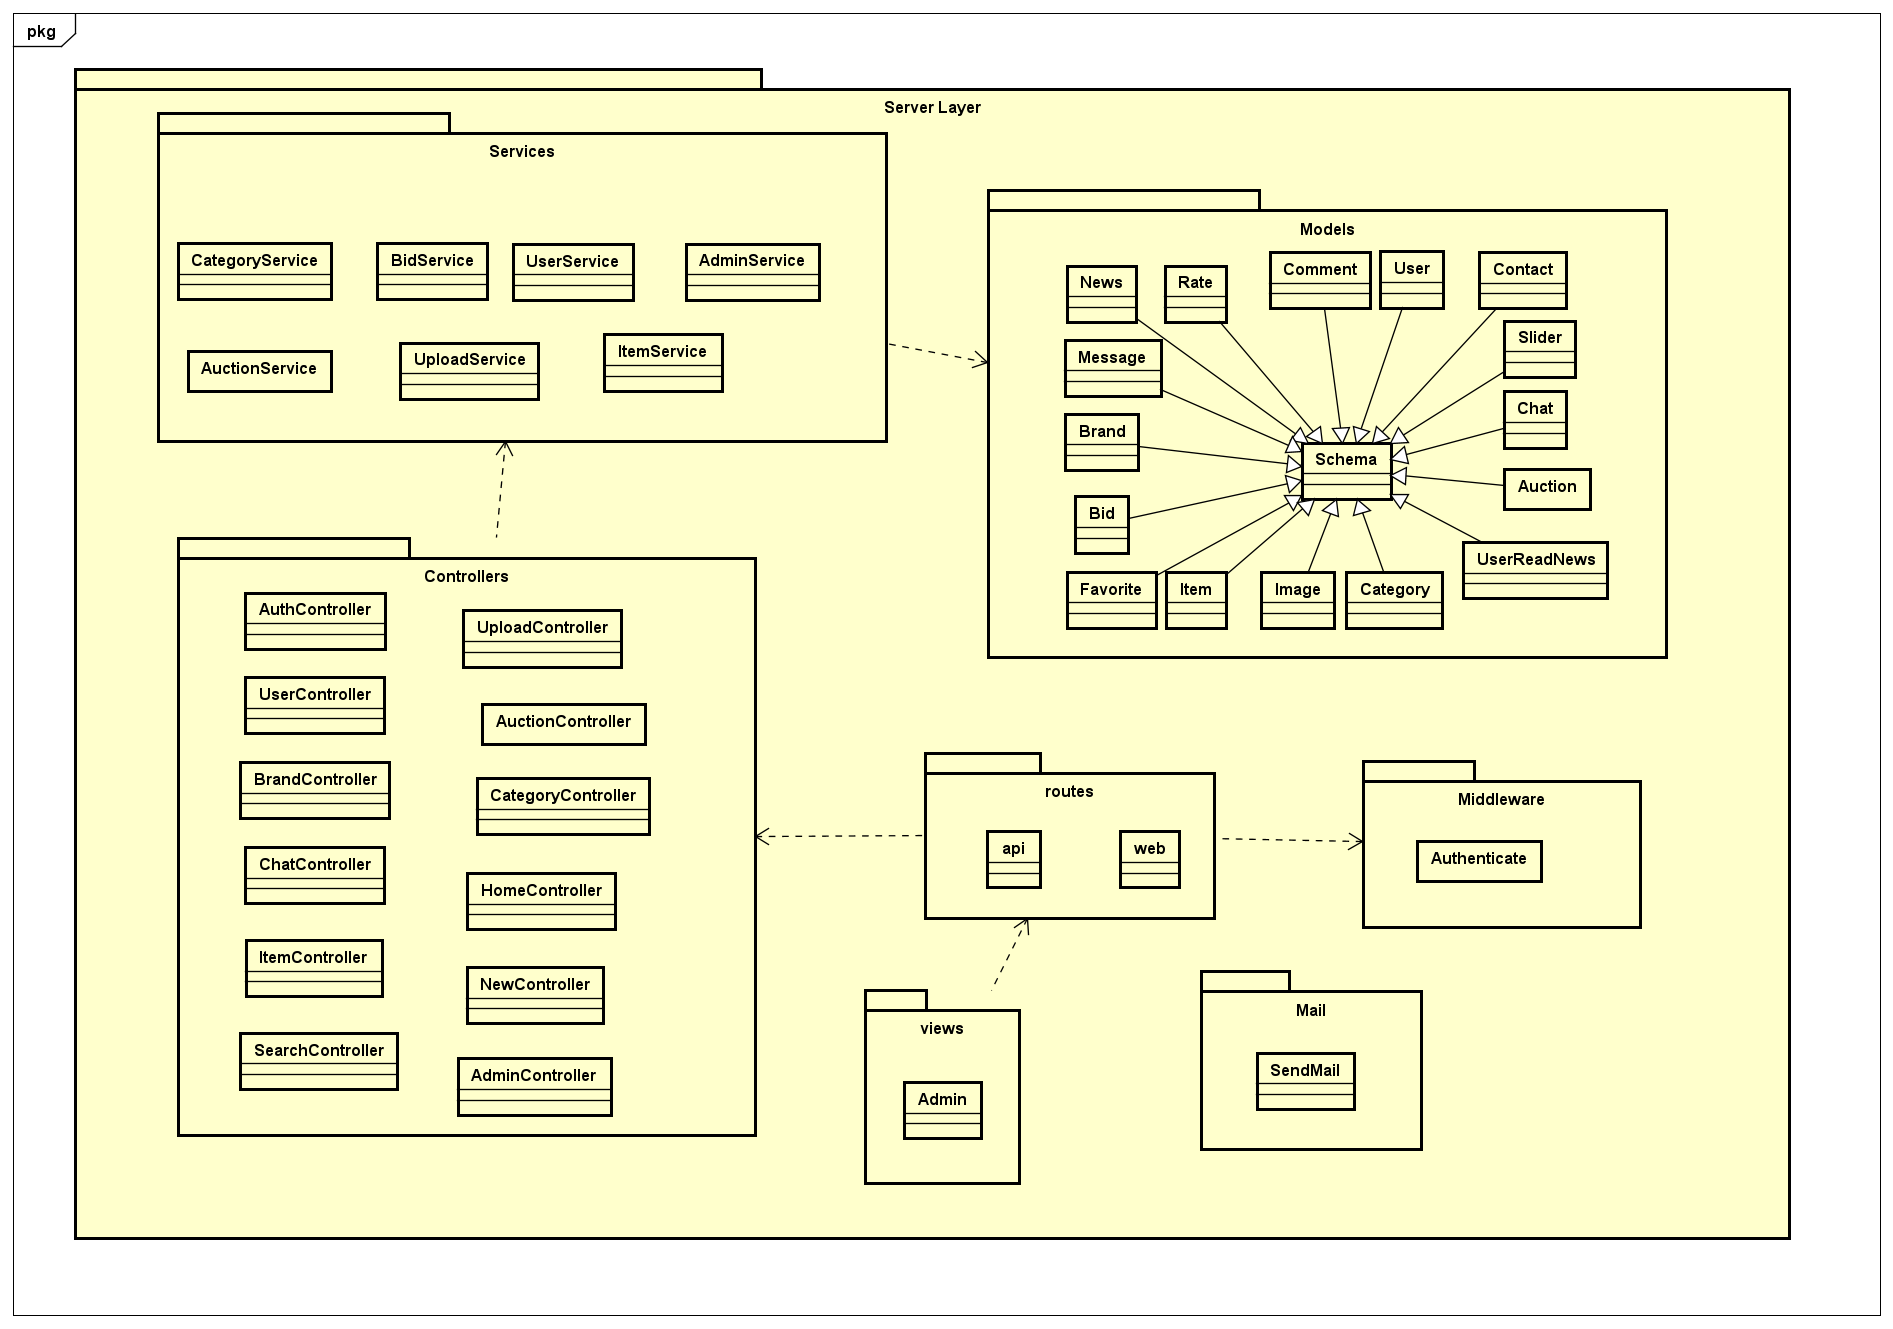 pkg
Server Layer
Services
CategoryService
BidService
UserService
AdminService
AuctionService
UploadService
ItemService
Models
News
Rate
Comment
User
Contact
Slider
Message
Chat
Brand
Schema
Auction
Bid
UserReadNews
Favorite
Item
Image
Category
Controllers
AuthController
UploadController
UserController
AuctionController
BrandController
CategoryController
ChatController
HomeController
ItemController
NewController
SearchController
AdminController
routes
api
web
Middleware
Authenticate
views
Admin
Mail
SendMail